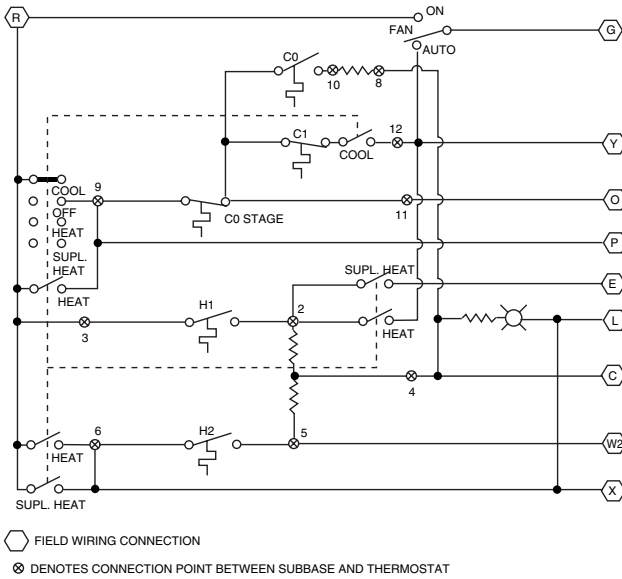 R
ON
FAN
G
AUTO
C0
10
8
C1
12
COOL
Y
COOL
9
OFF
HEAT
SUPL.
HEAT
C0 STAGE
11
O
P
HEAT
SUPL. HEAT
E
H1
2
HEAT
L
3
4
C
6
H2
5
HEAT
W2
SUPL. HEAT
X
FIELD WIRING CONNECTION
DENOTES CONNECTION POINT BETWEEN SUBBASE AND THERMOSTAT